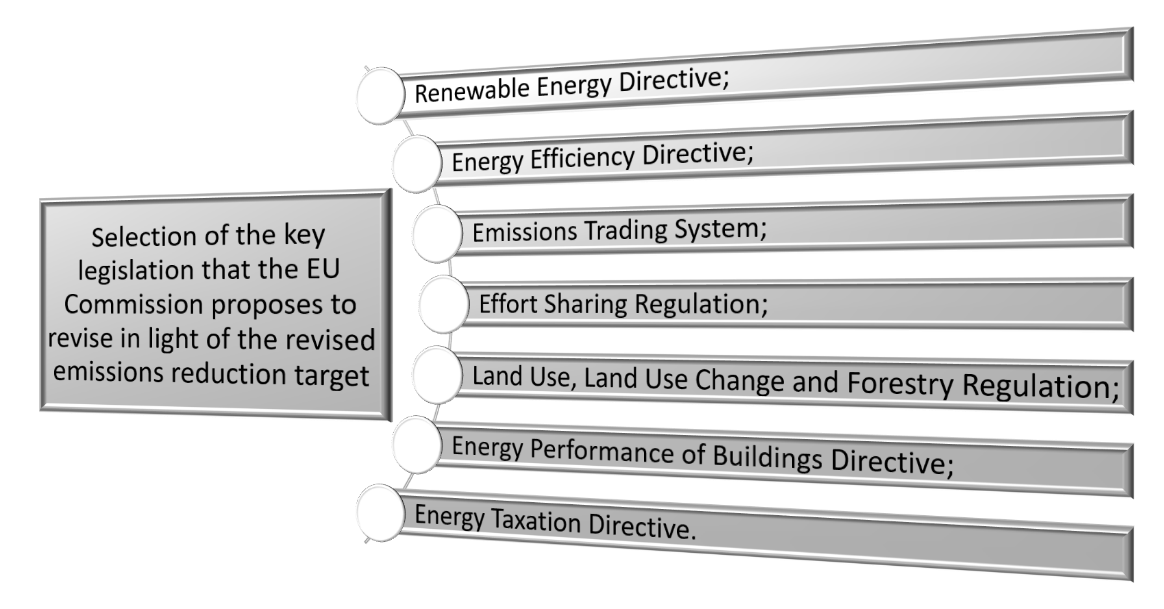 Selection of the key
legislation that the EU
Commission proposes to
revise in light of the revised
emissions reduction target
Renewable Energy Directive;
Energy Efficiency Directive;
Emissions Trading System;
Effort Sharing Regulation;
Land Use, Land Use Change and Forestry Regulation;
Energy Performance of Buildings Directive;
Energy Taxation Directive.